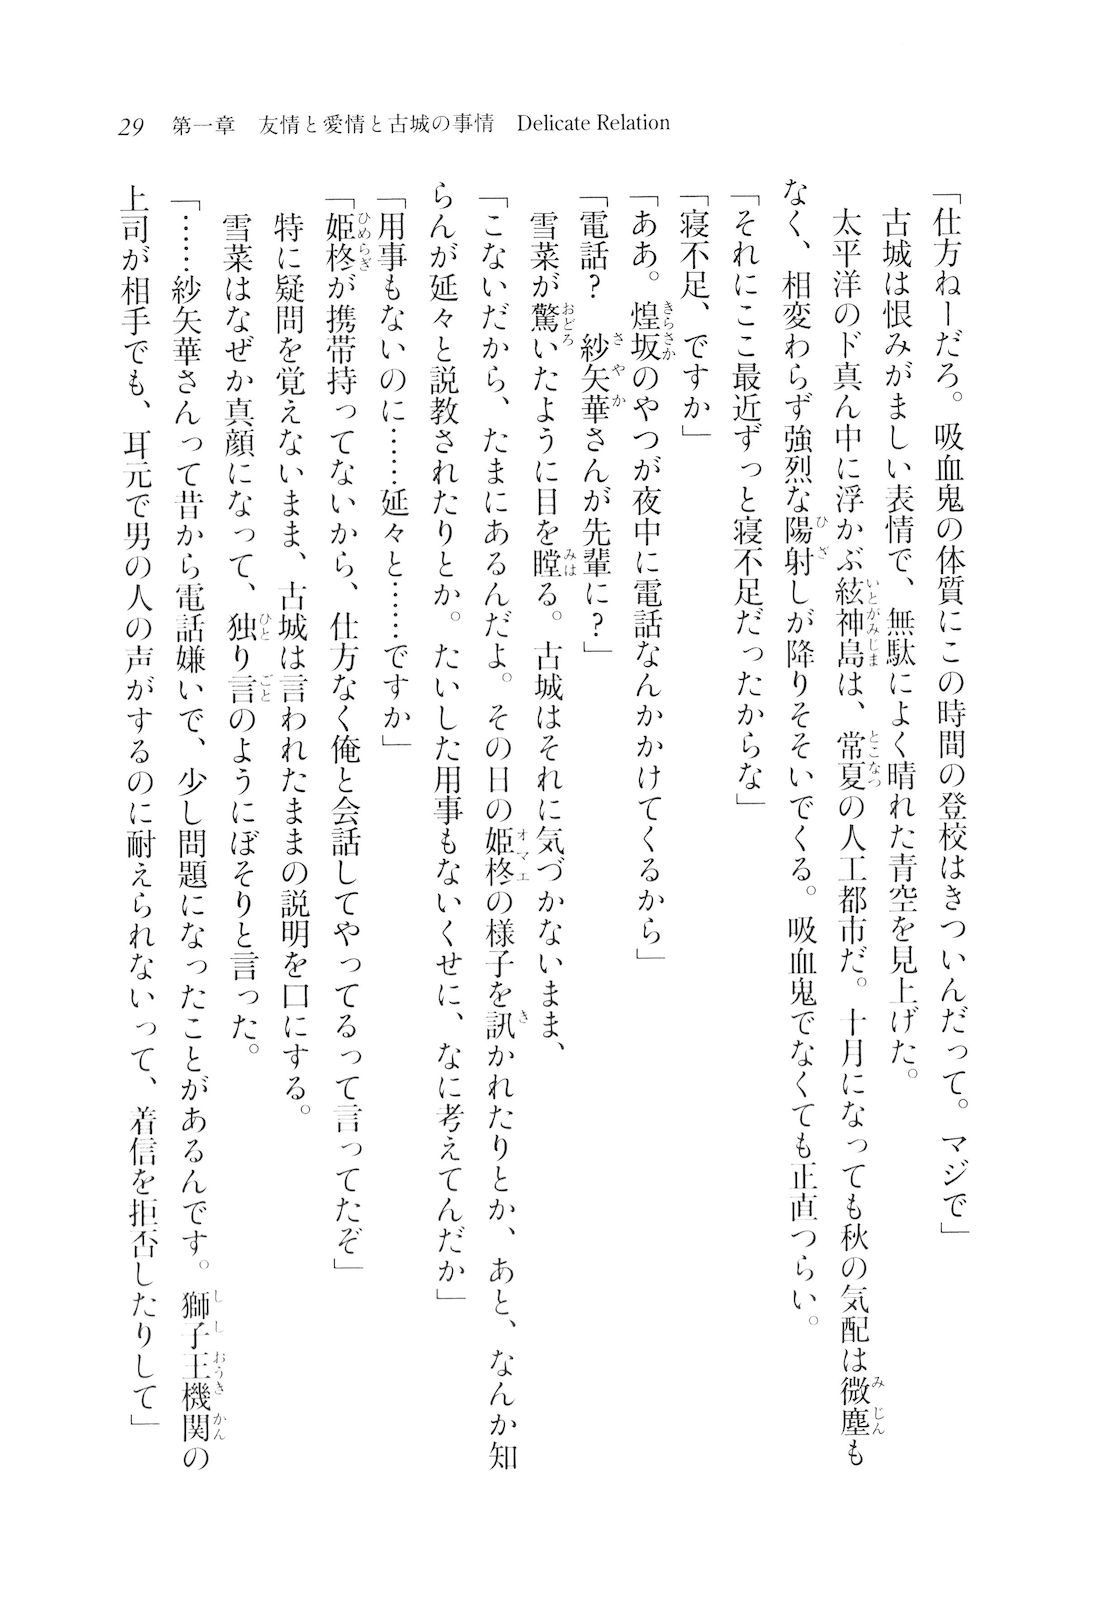 29　第一章　友情と愛情と古城の事情　Delicate Relation
「仕方ねーだろ。吸血鬼の体質にこの時間の登校はきついんだって。マジで」
　古城は恨みがましい表情で、無駄によく晴れた青空を見上げた。
　太平洋のド真ん中に浮かぶ絃神島は、常夏の人工都市だ。十月になっても秋の気配は微塵も
なく、相変わらず強烈な陽射しが降りそそいでくる。吸血鬼でなくても正直つらい。
「それにここ最近ずっと寝不足だったからな」
「寝不足、ですか」
「ああ。煌坂のやつが夜中に電話なんかかけてくるから」
「電話？　紗矢華さんが先輩に？」
　雪菜が驚いたように目を瞠る。古城はそれに気づかないまま、
「こないだから、たまにあるんだよ。その日の姫柊の様子を訊かれたりとか、あと、なんか知
らんが延々と説教されたりとか。たいした用事もないくせに、なに考えてんだか」
「用事もないのに……延々と……ですか」
「姫柊が携帯持ってないから、仕方なく俺と会話してやってるって言ってたぞ」
　特に疑問を覚えないまま、古城は言われたままの説明を口にする。
　雪菜はなぜか真顔になって、独り言のようにぼそりと言った。
「……紗矢華さんって昔から電話嫌いで、少し問題になったことがあるんです。獅子王機関の
上司が相手でも、耳元で男の人の声がするのに耐えられないって、着信を拒否したりして」